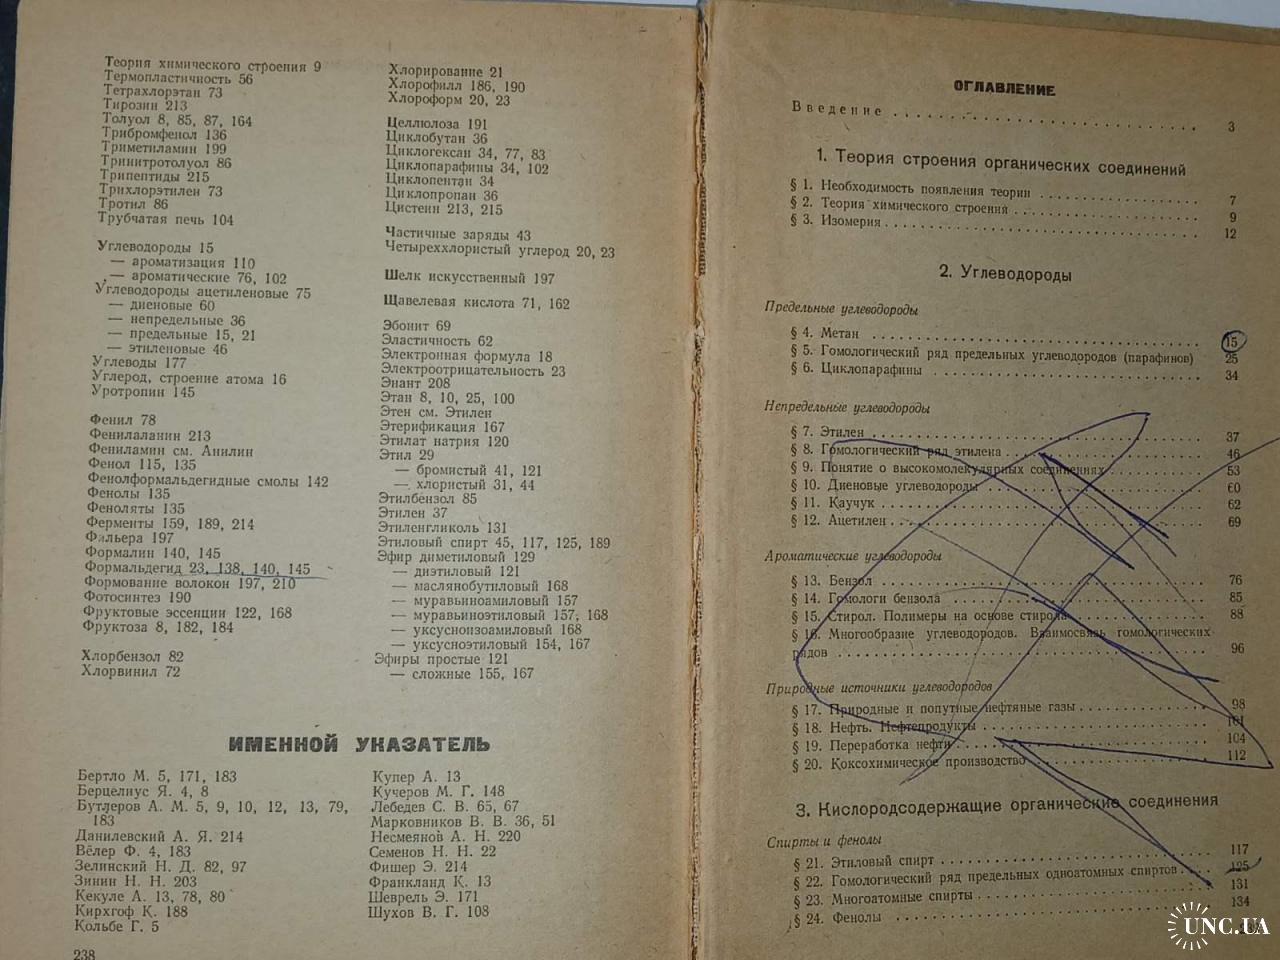 Теория химического строения 9
Термопластичность 56
Тетрахлорэтан 73
Тирозин 213
Толуол 8, 85, 87, 164
Трибромфенол 136
Триметиламин 199
Тринитротолуол 86
Трипептиды 215
Трихлорэтилен 73
Тротил 86
Трубчатая печь 104
Углеводороды 15
— ароматизация 110
— ароматические 76, 102
Углеводороды ацетиленовые 75
— диеновые 60
— непредельные 36
— предельные 15, 21
— этиленовые 46
Углеводы 177
Углерод, строение атома 16
Уротропин 145
Фенил 78
Фенилаланин 213
Фениламин см. Анилин
Фенол 115, 135
Фенолформальдегидные смолы 142
Фенолы 135
Феноляты 135
Ферменты 159, 189, 214
Фильера 197
Формалин 140, 145
Формальдегид 23, 138, 140, 145
Формование волокон 197, 210
Фотосинтез 190
Фруктовые эссенции 122, 168
Фруктоза 8, 182, 184
Хлорбензол 82
Хлорвинил 72
Хлорирование 21
Хлорофилл 186, 190
Хлороформ 20, 23
Целлюлоза 191
Циклобутан 36
Циклогексан 34, 77, 83
Циклопарафины 34, 102
Циклопентан 34
Циклопропан 36
Цистеин 213, 215
Частичные заряды 43
Четыреххлористый углерод 20, 23
Шелк искусственный 197
Щавелевая кислота 71, 162
Эбонит 69
Эластичность 62
Электронная формула 18
Электроотрицательность 23
Энант 208
Этан 8, 10, 25, 100
Этен см. Этилен
Этерификация 167
Этилат натрия 120
Этил 29
— бромистый 41, 121
— хлористый 31, 44
Этилбензол 85
Этилен 37
Этиленгликоль 131
Этиловый спирт 45, 117, 125, 189
Эфир диметиловый 129
— диэтиловый 121
— маслянобутиловый 168
— муравьиноамиловый 157
— муравьиноэтиловый 157, 168
— уксусноизоамиловый 168
— уксусноэтиловый 154, 167
Эфиры простые 121
— сложные 155, 167
ИМЕННОЙ УКАЗАТЕЛЬ
Бертло М. 5, 171, 183
Берцелиус Я. 4, 8
Бутлеров А. М. 5, 9, 10, 12, 13, 79,
183
Данилевский А. Я. 214
Вёлер Ф. 4, 183
Зелинский Н. Д. 82, 97
Зинин Н. Н. 203
Кекуле А. 13, 78, 80
Кирхгоф К. 188
Кольбе Г. 5
Купер А. 13
Кучеров М. Г. 148
Лебедев С. В. 65, 67
Марковников В. В. 36, 51
Несмеянов А. Н. 220
Семенов Н. Н. 22
Фишер Э. 214
Франкланд К. 13
Шеврель Э. 171
Шухов В. Г. 108
238
ОГЛАВЛЕНИЕ
Введение . . . . . . . . . . 3
1. Теория строения органических соединений
§ 1. Необходимость появления теории . . . . . . . . . . 7
§ 2. Теория химического строения . . . . . . . . . . 9
§ 3. Изомерия . . . . . . . . . . 12
2. Углеводороды
Предельные углеводороды
§ 4. Метан . . . . . . . . . . 15
§ 5. Гомологический ряд предельных углеводородов (парафинов) 25
§ 6. Циклопарафины . . . . . . . . . . 34
Непредельные углеводороды
§ 7. Этилен . . . . . . . . . . 37
§ 8. Гомологический ряд этилена . . . . . . . . . . 46
§ 9. Понятие о высокомолекулярных соединениях . . . . . . . . . . 53
§ 10. Диеновые углеводороды . . . . . . . . . . 60
§ 11. Каучук . . . . . . . . . . 62
§ 12. Ацетилен . . . . . . . . . . 69
Ароматические углеводороды
§ 13. Бензол . . . . . . . . . . 76
§ 14. Гомологи бензола . . . . . . . . . . 85
§ 15. Стирол. Полимеры на основе стирола . . . . . . . . . . 88
§ 16. Многообразие углеводородов. Взаимосвязь гомологических
рядов . . . . . . . . . . 96
Природные источники углеводородов
§ 17. Природные и попутные нефтяные газы . . . . . . . . . . 98
§ 18. Нефть. Нефтепродукты . . . . . . . . . . 101
§ 19. Переработка нефти . . . . . . . . . . 104
§ 20. Коксохимическое производство . . . . . . . . . . 112
3. Кислородсодержащие органические соединения
Спирты и фенолы
§ 21. Этиловый спирт . . . . . . . . . . 117
§ 22. Гомологический ряд предельных одноатомных спиртов . . . 125
§ 23. Многоатомные спирты . . . . . . . . . . 131
§ 24. Фенолы . . . . . . . . . . 134
UNC.UA